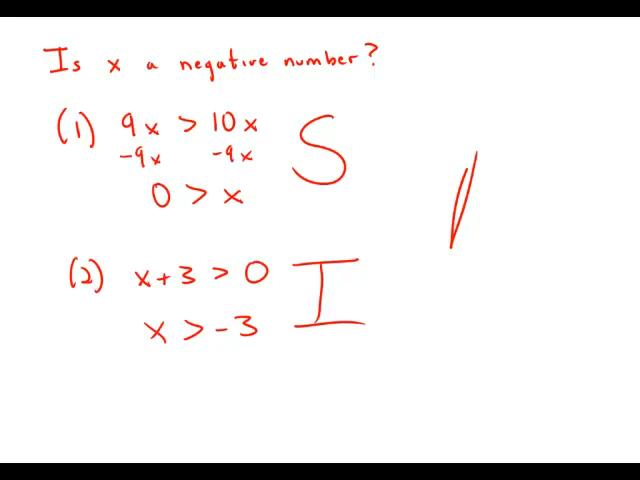 Is x a negative number?
(1) 9x > 10x S
-9x -9x
0 > x
(2) x+3 > 0 I
x > -3